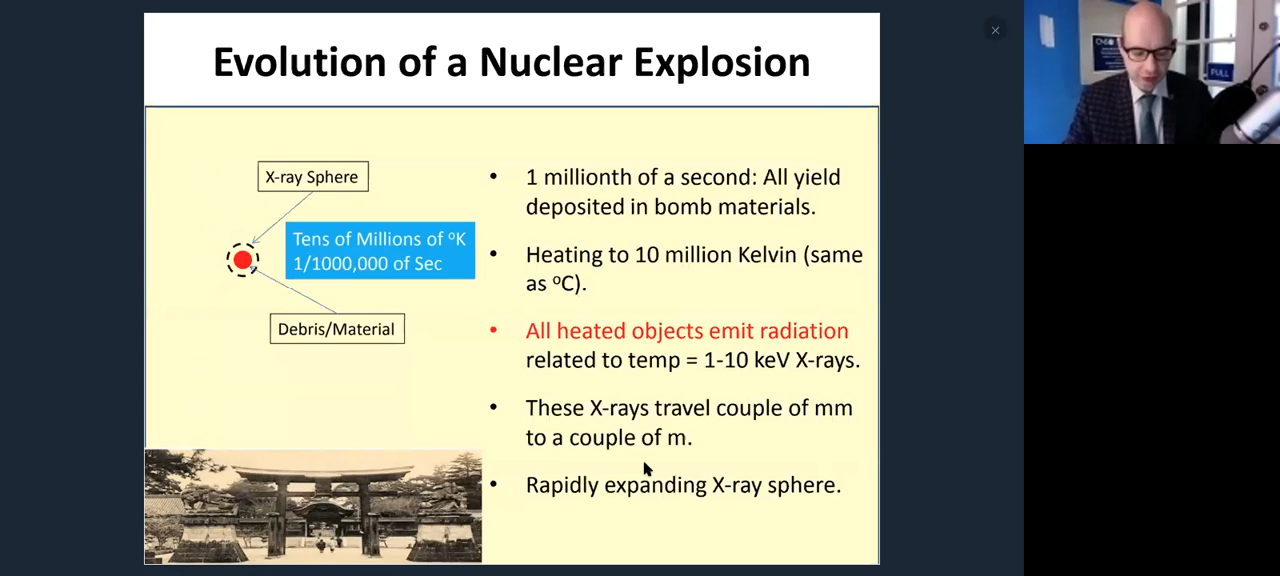 Evolution of a Nuclear Explosion
X-ray Sphere
Tens of Millions of ºK
1/1000,000 of Sec
Debris/Material
• 1 millionth of a second: All yield
deposited in bomb materials.
• Heating to 10 million Kelvin (same
as ºC).
• All heated objects emit radiation
related to temp = 1-10 keV X-rays.
• These X-rays travel couple of mm
to a couple of m.
• Rapidly expanding X-ray sphere.
PULL